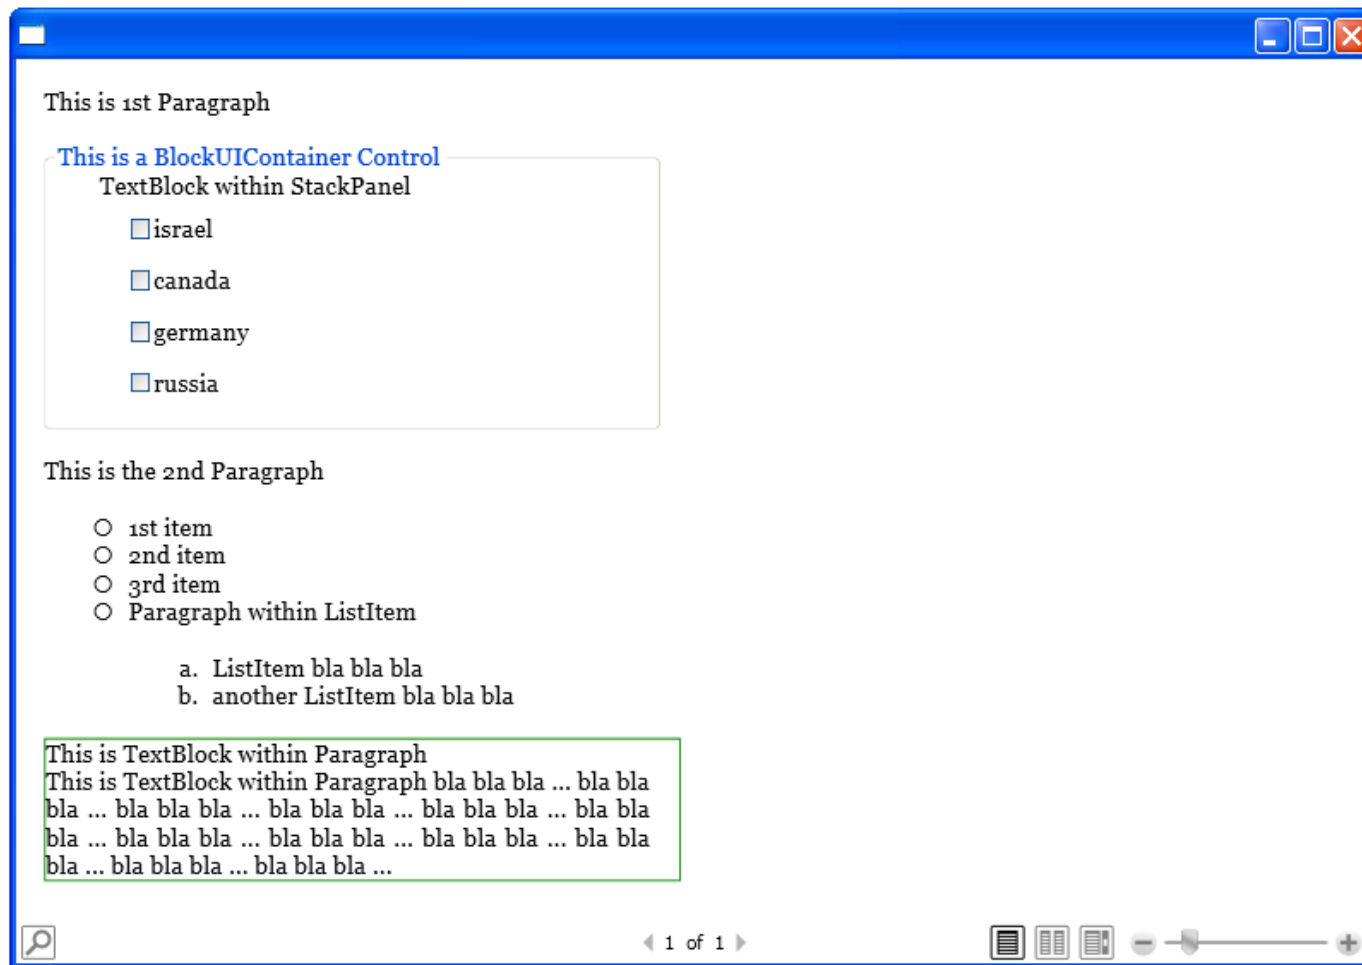 This is 1st Paragraph
This is a BlockUIContainer Control
TextBlock within StackPanel
israel
canada
germany
russia
This is the 2nd Paragraph
1st item
2nd item
3rd item
Paragraph within ListItem
a. ListItem bla bla bla
b. another ListItem bla bla bla
This is TextBlock within Paragraph
This is TextBlock within Paragraph bla bla bla ... bla bla
bla ... bla bla bla ... bla bla bla ... bla bla bla ... bla bla
bla ... bla bla bla ... bla bla bla ... bla bla bla ... bla bla
bla ... bla bla bla ... bla bla bla ...
1 of 1